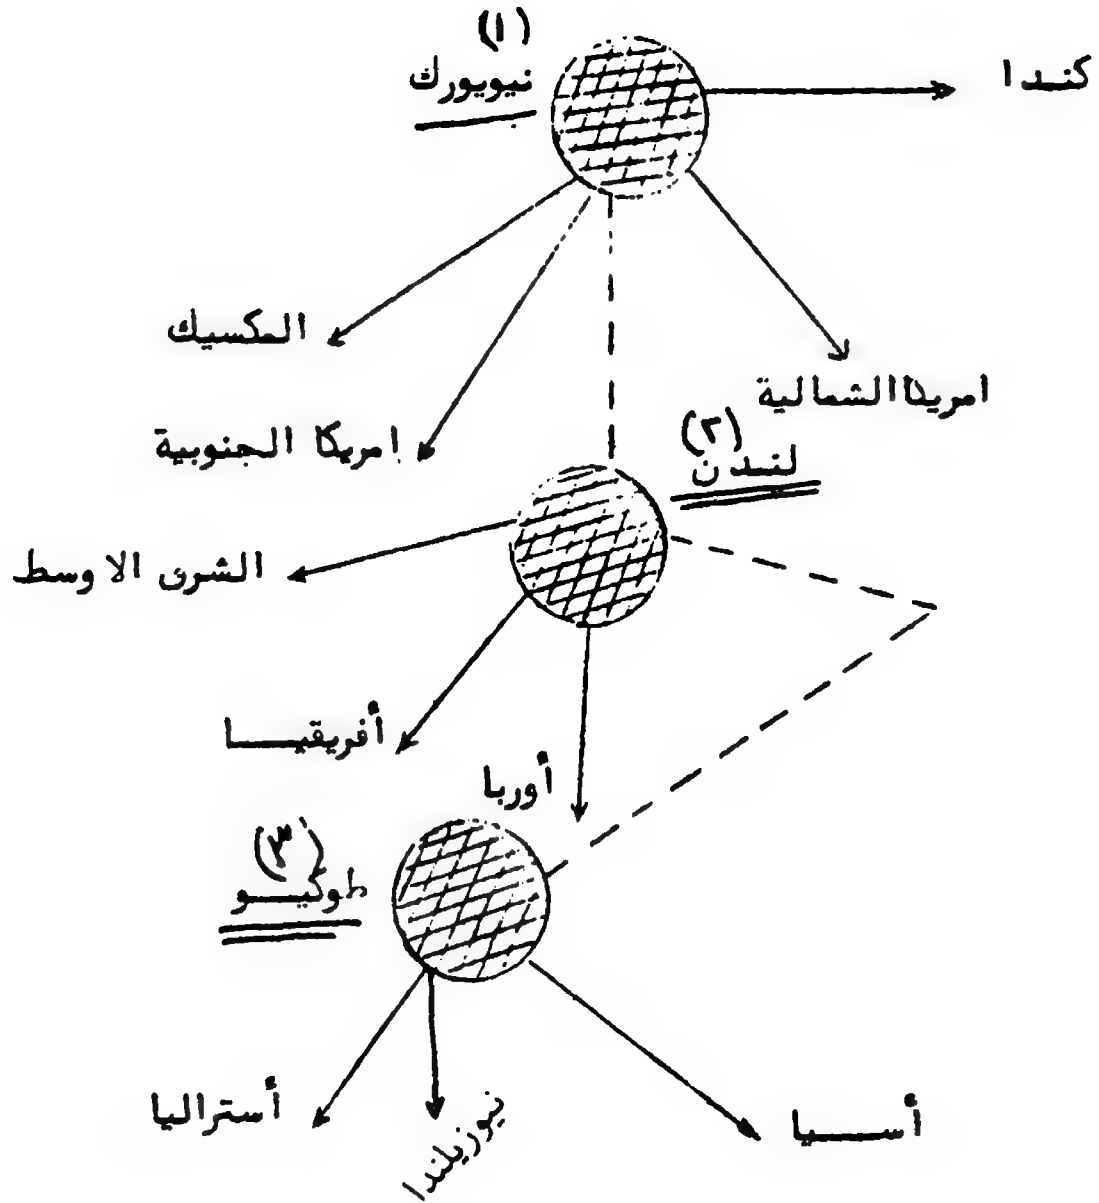 (١)
نيويورك
كندا
المكسيك
امريكا الشمالية
امريكا الجنوبية
(٢)
لندن
الشرق الاوسط
أفريقيا
أوربا
(٣)
طوكيو
أستراليا
نيوزيلندا
أسيا